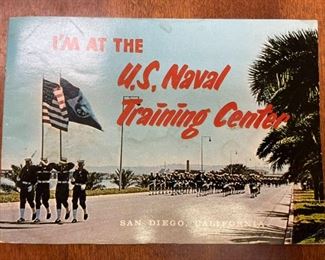 I'M AT THE
U.S. Naval
Training Center
SAN DIEGO, CALIFORNIA